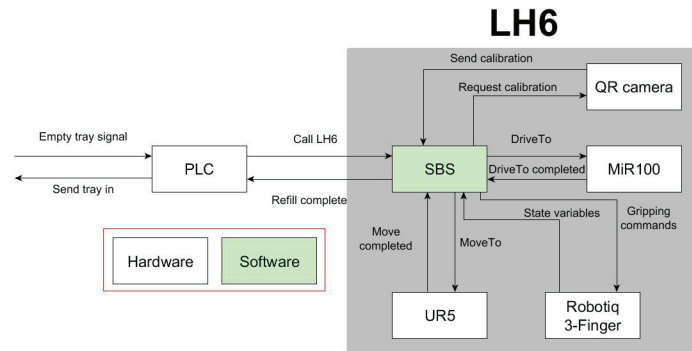 LH6
Send calibration
Request calibration
QR camera
Empty tray signal
Call LH6
DriveTo
PLC
SBS
DriveTo completed
MiR100
Send tray in
Refill complete
State variables
Gripping
commands
Move
completed
MoveTo
Hardware
Software
UR5
Robotiq
3-Finger